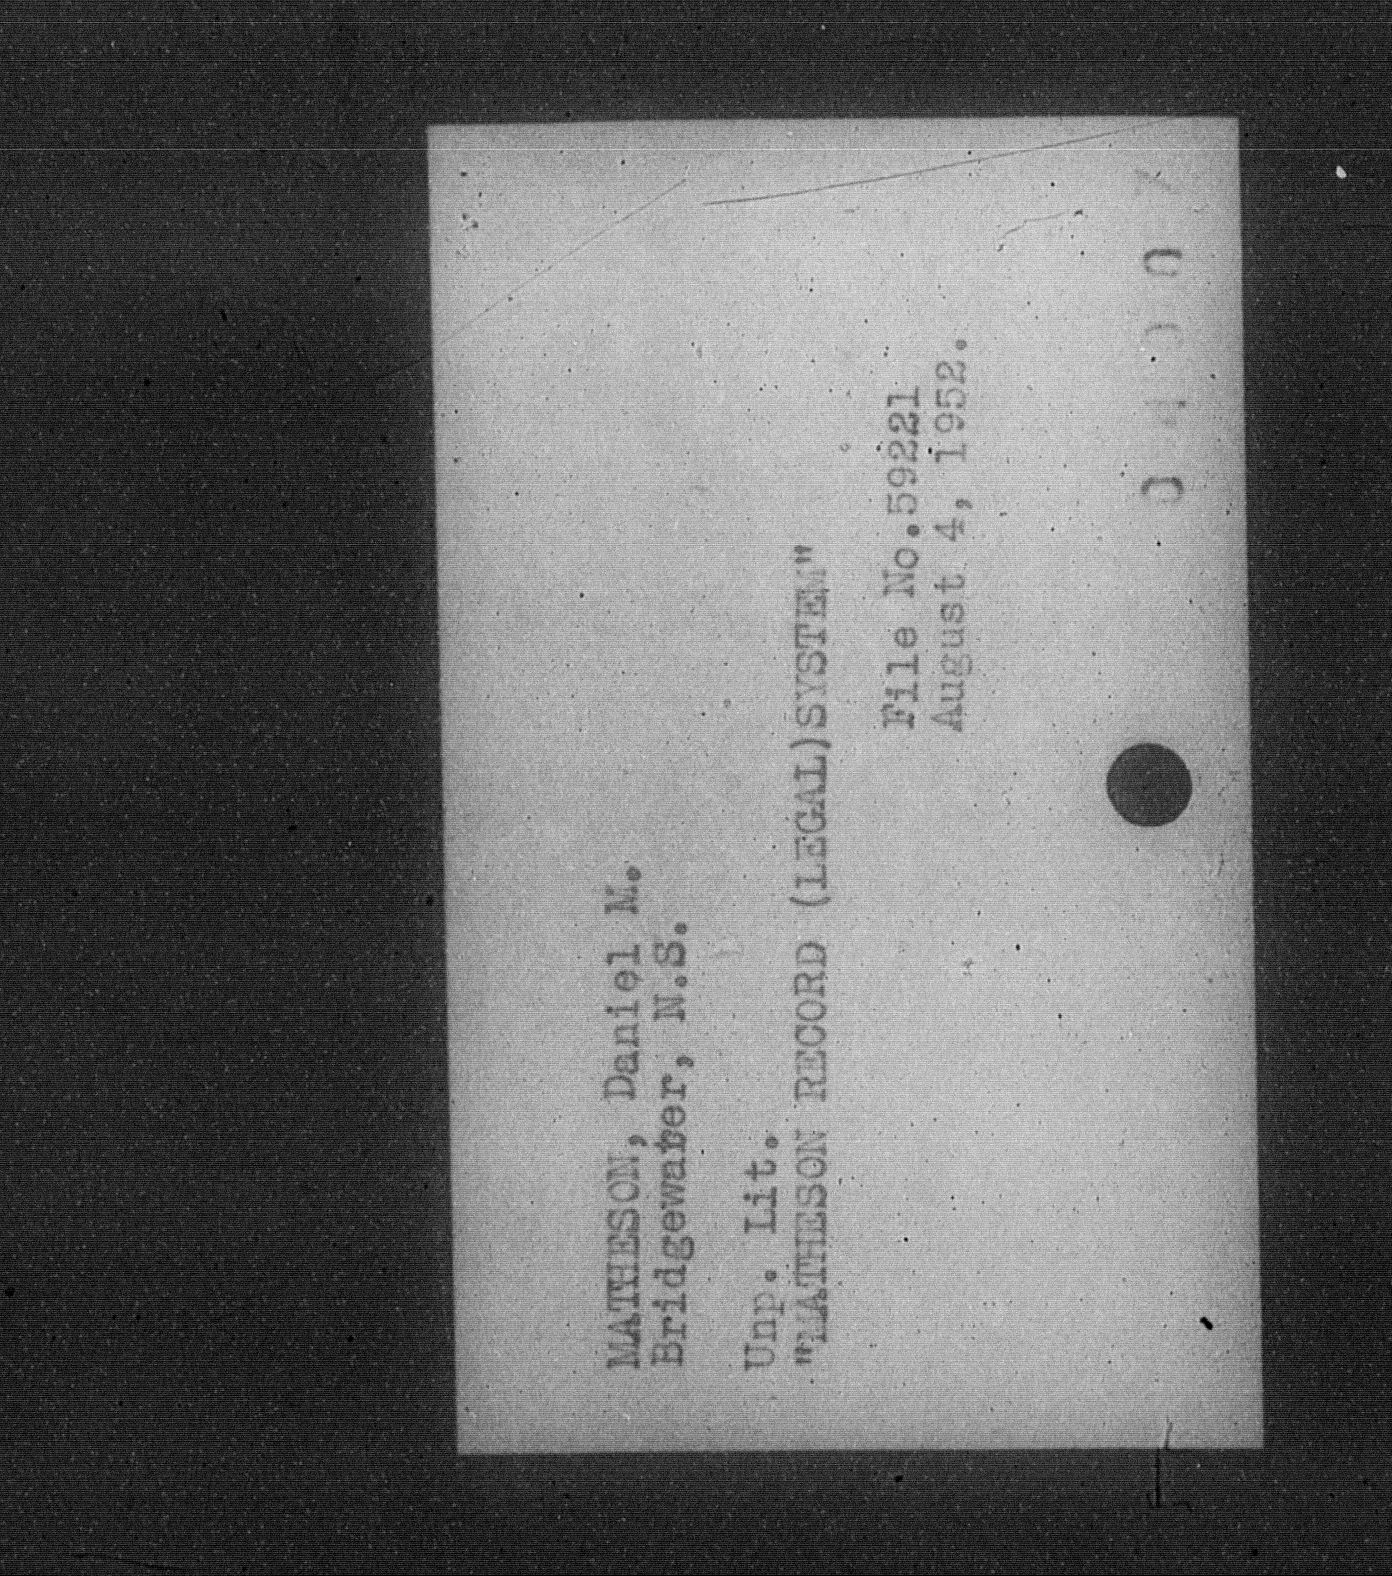 MATHESON, Daniel M.
Bridgewater, N.S.
Unp. Lit.
"MATHESON RECORD (LEGAL)SYSTEM"
File No.59221
August 4, 1952.